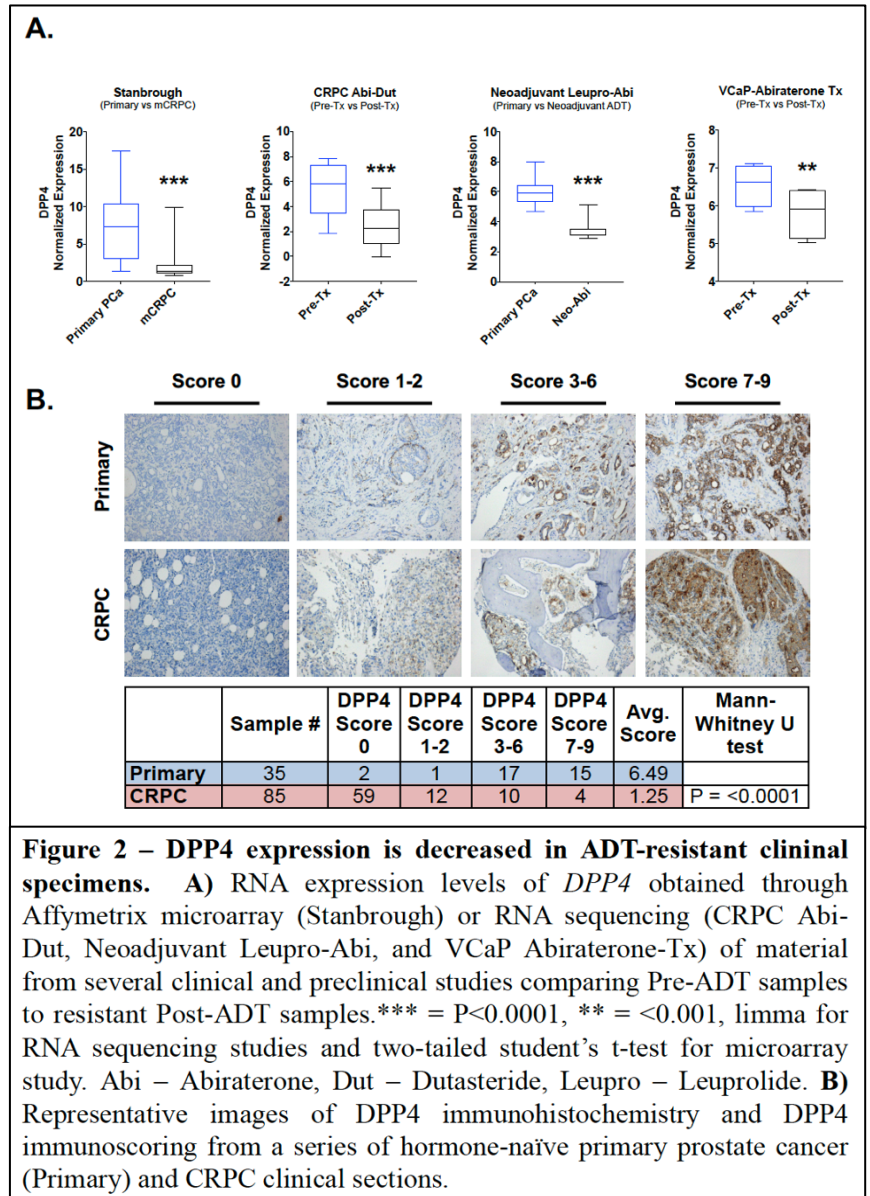 A.
Stanbrough
(Primary vs mCRPC)
DPP4
Normalized Expression
20
15
10
5
0
***
Primary PCa
mCRPC
CRPC Abi-Dut
(Pre-Tx vs Post-Tx)
DPP4
Normalized Expression
10
8
6
4
2
0
-2
***
Pre-Tx
Post-Tx
Neoadjuvant Leupro-Abi
(Primary vs Neoadjuvant ADT)
DPP4
Normalized Expression
10
8
6
4
2
0
***
Primary PCa
Neo-Abi
VCaP-Abiraterone Tx
(Pre-Tx vs Post-Tx)
DPP4
Normalized Expression
8
7
6
5
4
**
Pre-Tx
Post-Tx
B.
Score 0 Score 1-2 Score 3-6 Score 7-9
Primary
CRPC
Sample # DPP4 Score 0 DPP4 Score 1-2 DPP4 Score 3-6 DPP4 Score 7-9 Avg. Score Mann-Whitney U test
Primary 35 2 1 17 15 6.49
CRPC 85 59 12 10 4 1.25 P = <0.0001
Figure 2 – DPP4 expression is decreased in ADT-resistant clininal
specimens. A) RNA expression levels of DPP4 obtained through
Affymetrix microarray (Stanbrough) or RNA sequencing (CRPC Abi-
Dut, Neoadjuvant Leupro-Abi, and VCaP Abiraterone-Tx) of material
from several clinical and preclinical studies comparing Pre-ADT samples
to resistant Post-ADT samples.*** = P<0.0001, ** = <0.001, limma for
RNA sequencing studies and two-tailed student’s t-test for microarray
study. Abi – Abiraterone, Dut – Dutasteride, Leupro – Leuprolide. B)
Representative images of DPP4 immunohistochemistry and DPP4
immunoscoring from a series of hormone-naïve primary prostate cancer
(Primary) and CRPC clinical sections.